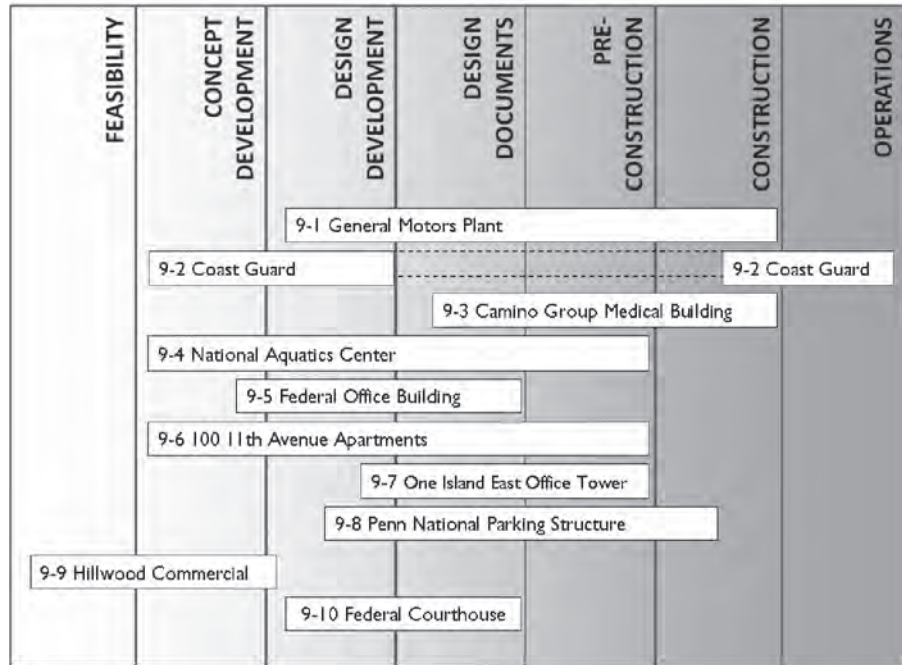 FEASIBILITY
CONCEPT
DEVELOPMENT
DESIGN
DEVELOPMENT
DESIGN
DOCUMENTS
PRE-
CONSTRUCTION
CONSTRUCTION
OPERATIONS
9-1 General Motors Plant
9-2 Coast Guard
9-2 Coast Guard
9-3 Camino Group Medical Building
9-4 National Aquatics Center
9-5 Federal Office Building
9-6 100 11th Avenue Apartments
9-7 One Island East Office Tower
9-8 Penn National Parking Structure
9-9 Hillwood Commercial
9-10 Federal Courthouse